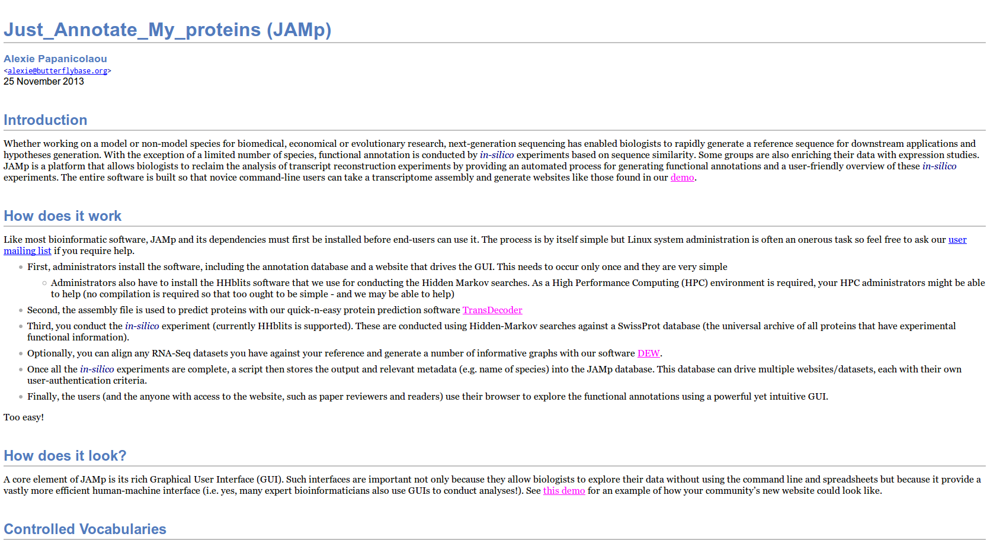 Just_Annotate_My_proteins (JAMp)
Alexie Papanicolaou
<alexie@butterflybase.org>
25 November 2013
Introduction
Whether working on a model or non-model species for biomedical, economical or evolutionary research, next-generation sequencing has enabled biologists to rapidly generate a reference sequence for downstream applications and
hypotheses generation. With the exception of a limited number of species, functional annotation is conducted by in-silico experiments based on sequence similarity. Some groups are also enriching their data with expression studies.
JAMp is a platform that allows biologists to reclaim the analysis of transcript reconstruction experiments by providing an automated process for generating functional annotations and a user-friendly overview of these in-silico
experiments. The entire software is built so that novice command-line users can take a transcriptome assembly and generate websites like those found in our demo.
How does it work
Like most bioinformatic software, JAMp and its dependencies must first be installed before end-users can use it. The process is by itself simple but Linux system administration is often an onerous task so feel free to ask our user
mailing list if you require help.
First, administrators install the software, including the annotation database and a website that drives the GUI. This needs to occur only once and they are very simple
Administrators also have to install the HHblits software that we use for conducting the Hidden Markov searches. As a High Performance Computing (HPC) environment is required, your HPC administrators might be able
to help (no compilation is required so that too ought to be simple - and we may be able to help)
Second, the assembly file is used to predict proteins with our quick-n-easy protein prediction software TransDecoder
Third, you conduct the in-silico experiment (currently HHblits is supported). These are conducted using Hidden-Markov searches against a SwissProt database (the universal archive of all proteins that have experimental
functional information).
Optionally, you can align any RNA-Seq datasets you have against your reference and generate a number of informative graphs with our software DEW.
Once all the in-silico experiments are complete, a script then stores the output and relevant metadata (e.g. name of species) into the JAMp database. This database can drive multiple websites/datasets, each with their own
user-authentication criteria.
Finally, the users (and the anyone with access to the website, such as paper reviewers and readers) use their browser to explore the functional annotations using a powerful yet intuitive GUI.
Too easy!
How does it look?
A core element of JAMp is its rich Graphical User Interface (GUI). Such interfaces are important not only because they allow biologists to explore their data without using the command line and spreadsheets but because it provide a
vastly more efficient human-machine interface (i.e. yes, many expert bioinformaticians also use GUIs to conduct analyses!). See this demo for an example of how your community's new website could look like.
Controlled Vocabularies